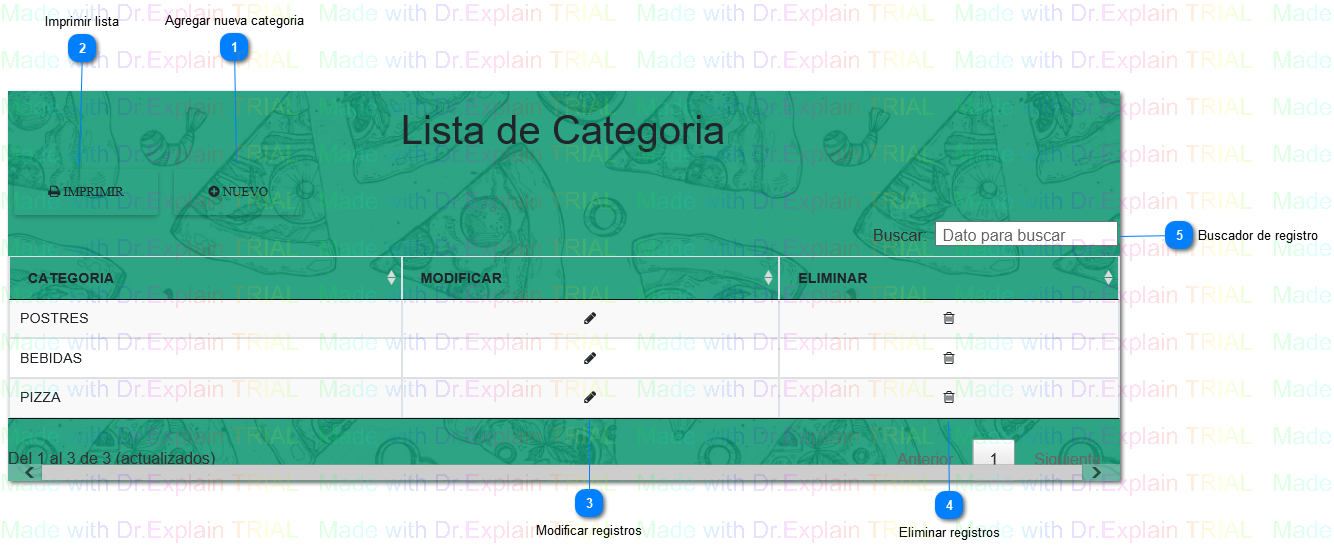 Imprimir lista
Agregar nueva categoria
2
1
Made with Dr.Explain TRIAL
Lista de Categoria
IMPRIMIR
NUEVO
Buscar: Dato para buscar
5 Buscador de registro
CATEGORIA MODIFICAR ELIMINAR
POSTRES
BEBIDAS
PIZZA
Del 1 al 3 de 3 (actualizados)
Anterior 1 Siguiente
3
4
Modificar registros
Eliminar registros